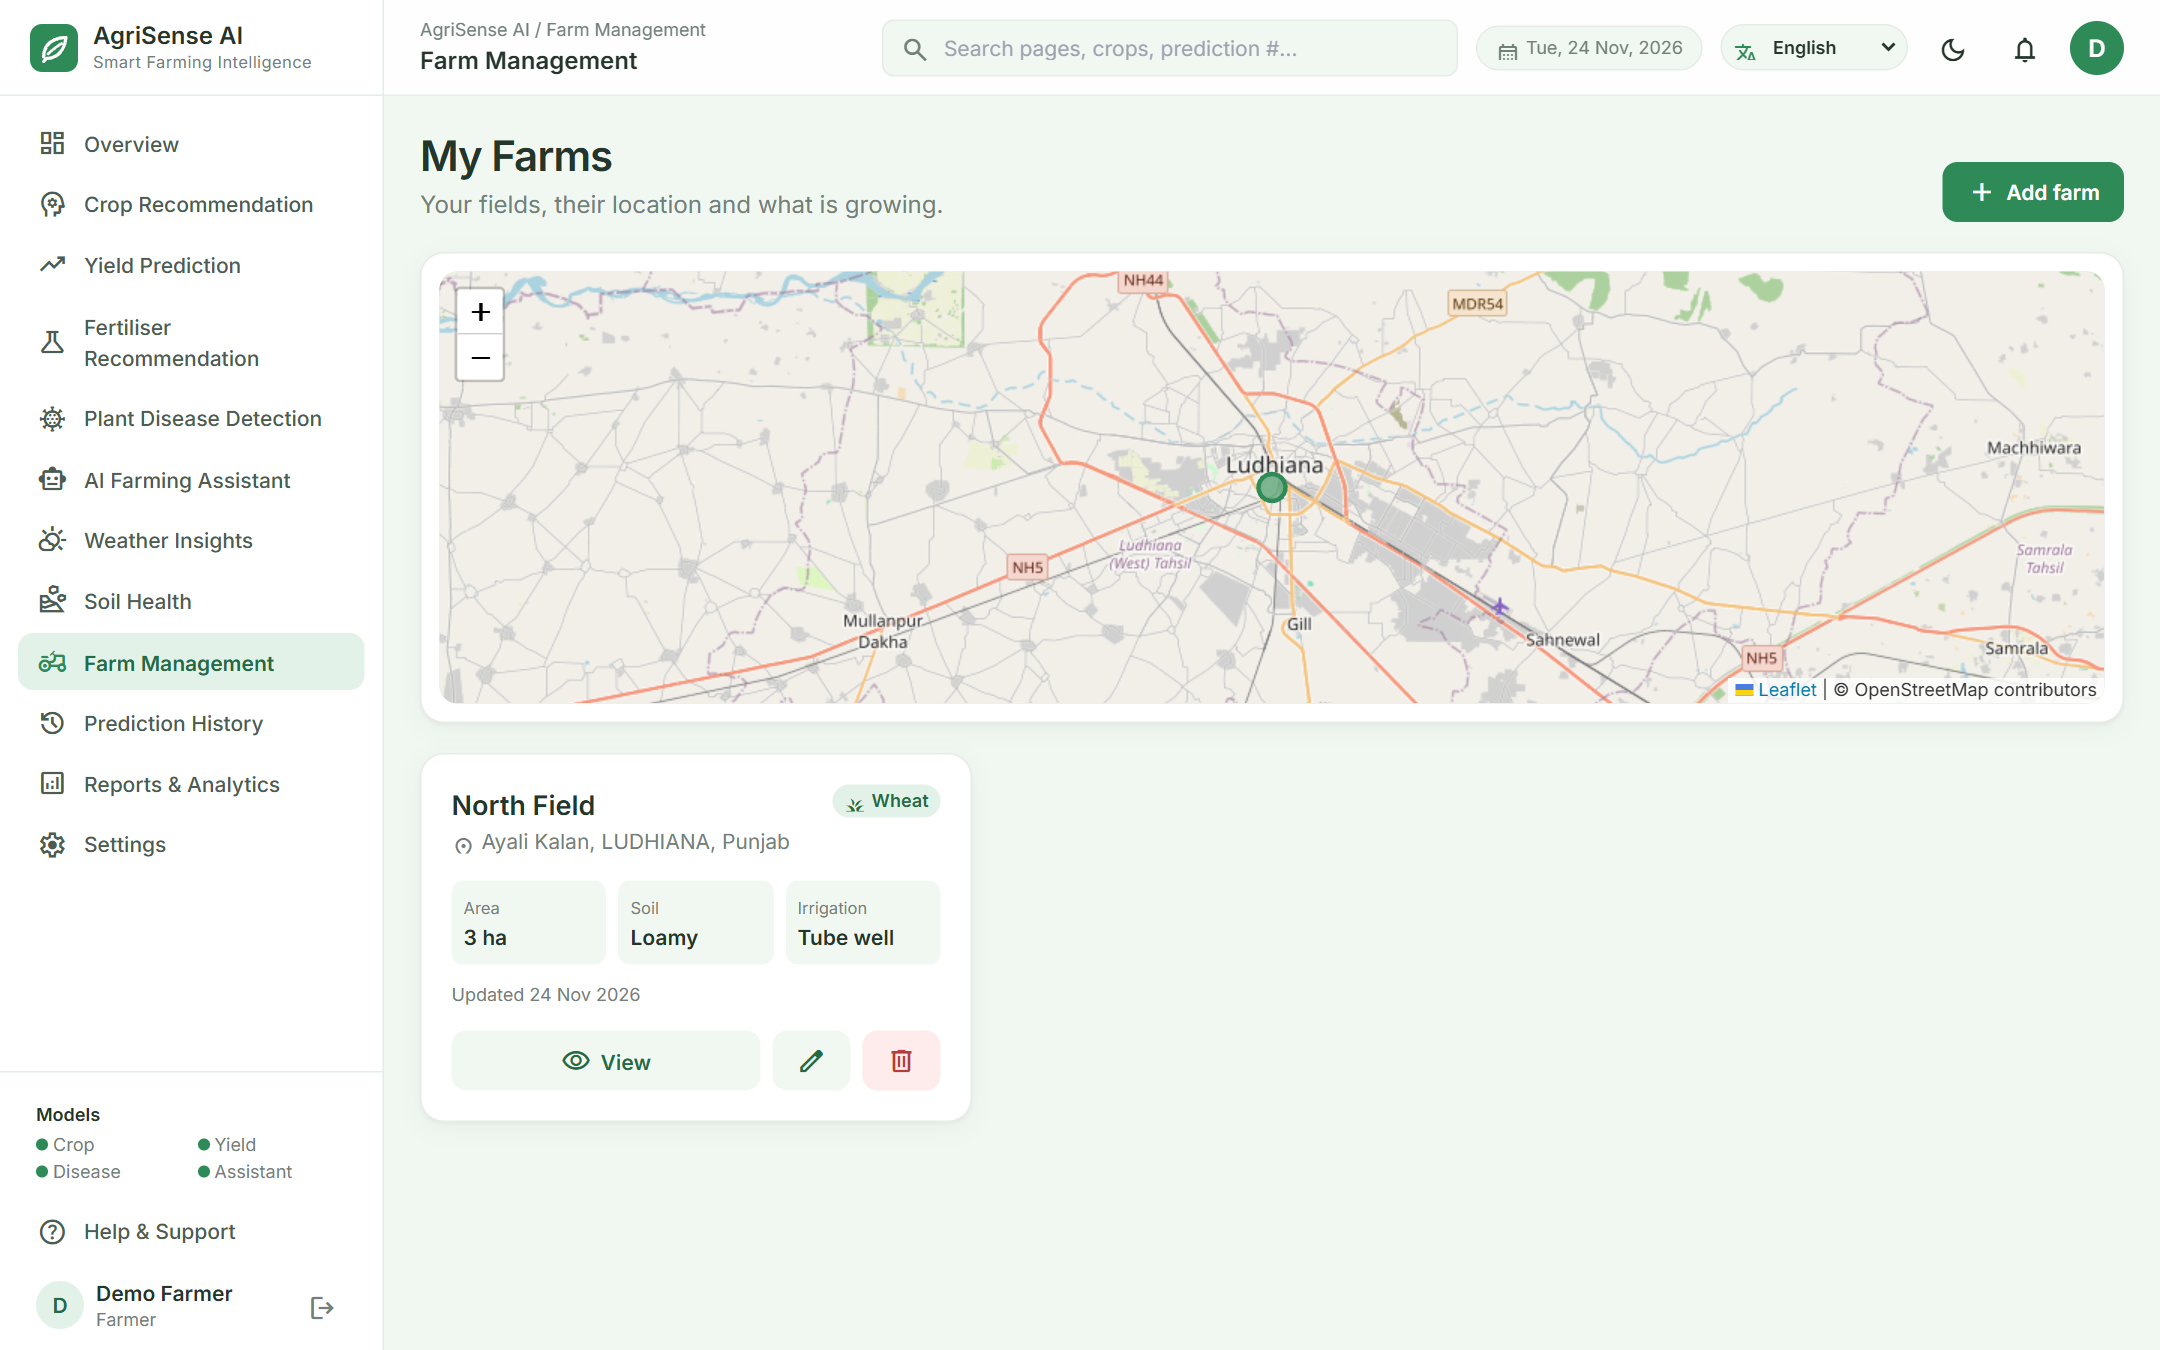 AgriSense AI
Smart Farming Intelligence
AgriSense AI / Farm Management
Farm Management
Search pages, crops, prediction #...
Tue, 24 Nov, 2026
English
D
Overview
Crop Recommendation
Yield Prediction
Fertiliser
Recommendation
Plant Disease Detection
AI Farming Assistant
Weather Insights
Soil Health
Farm Management
Prediction History
Reports & Analytics
Settings
Models
Crop
Yield
Disease
Assistant
Help & Support
D
Demo Farmer
Farmer
My Farms
Your fields, their location and what is growing.
+ Add farm
+
−
NH44
MDR54
Ludhiana
Machhiwara
Ludhiana
(West) Tahsil
NH5
Samrala
Tahsil
Mullanpur
Dakha
Gill
Sahnewal
NH5
Samrala
Leaflet | © OpenStreetMap contributors
North Field
Wheat
Ayali Kalan, LUDHIANA, Punjab
Area
3 ha
Soil
Loamy
Irrigation
Tube well
Updated 24 Nov 2026
View